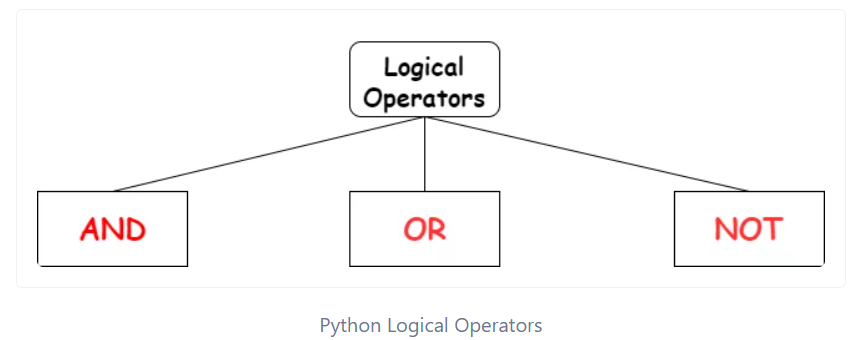 Logical
Operators
AND
OR
NOT
Python Logical Operators